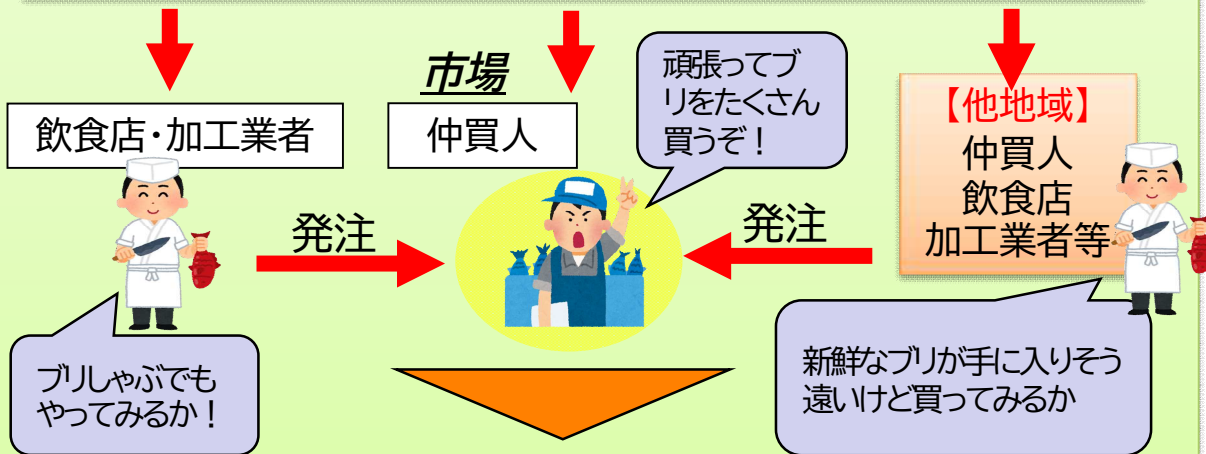 市場
頑張ってブ
リをたくさん
買うぞ!
飲食店・加工業者
仲買人
【他地域】
仲買人
飲食店
加工業者等
発注
発注
ブリしゃぶでも
やってみるか!
新鮮なブリが手に入りそう
遠いけど買ってみるか